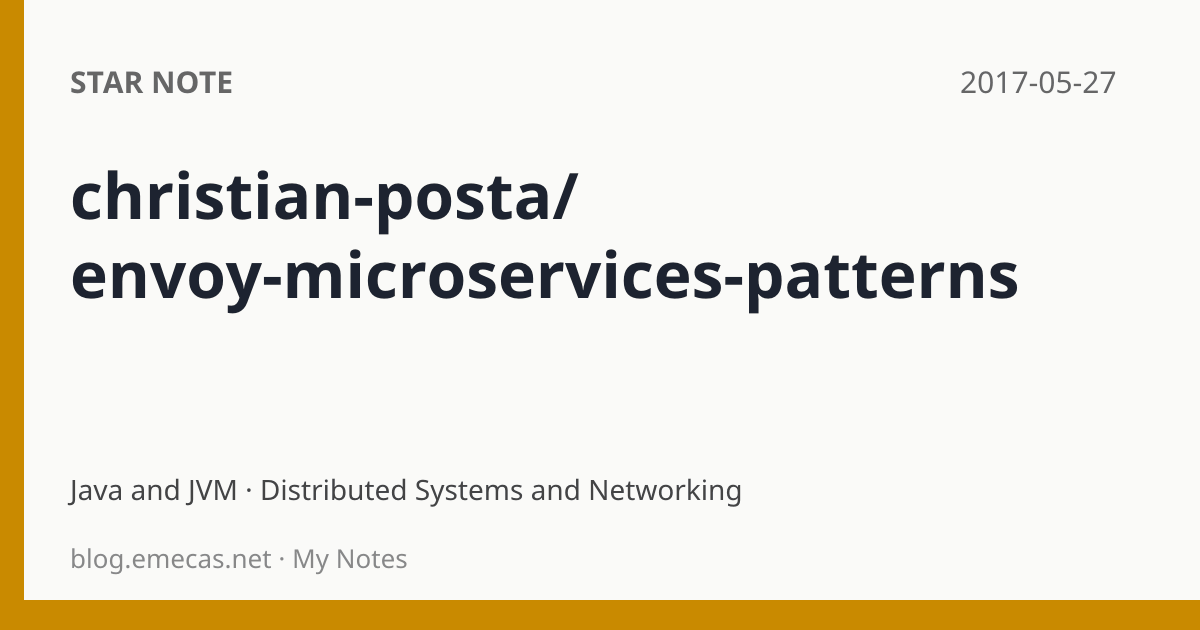 STAR NOTE
2017-05-27
christian-posta/
envoy-microservices-patterns
Java and JVM · Distributed Systems and Networking
blog.emecas.net · My Notes